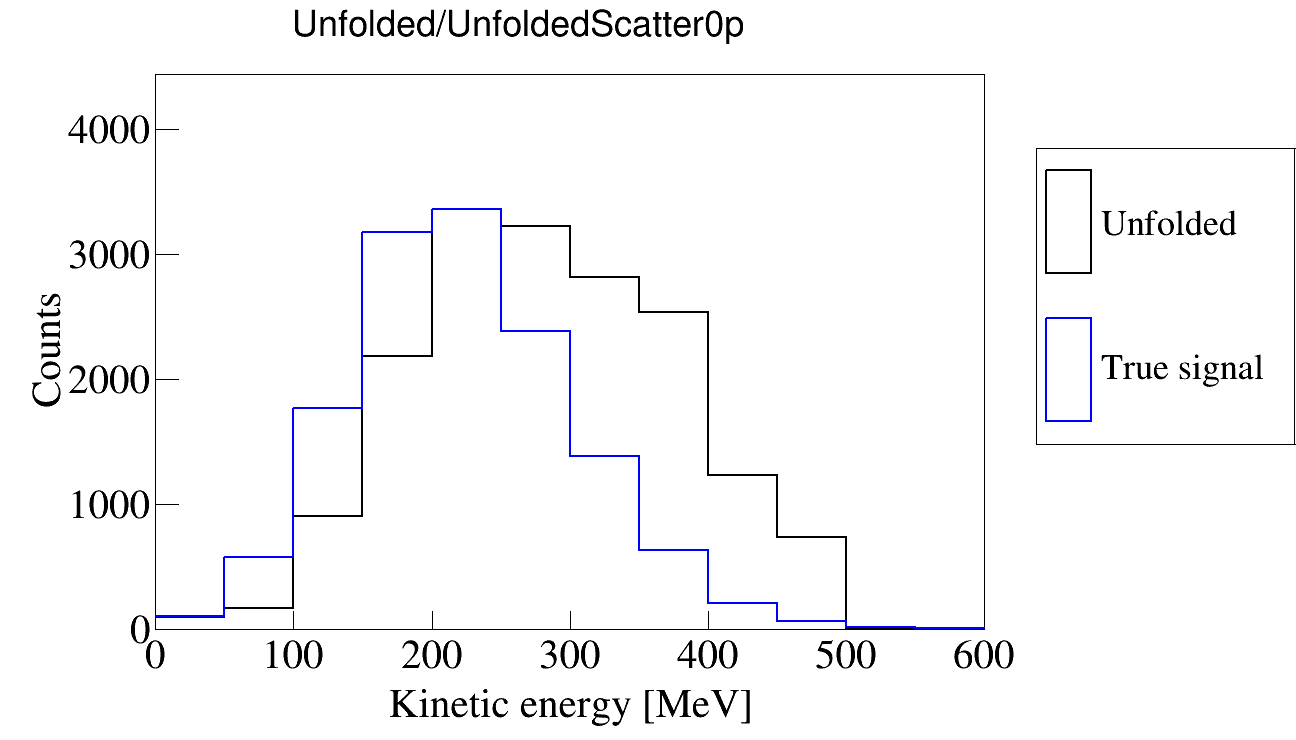 Unfolded/UnfoldedScatter0p
4000
3000
2000
1000
0
Counts
0 100 200 300 400 500 600
Kinetic energy [MeV]
Unfolded
True signal